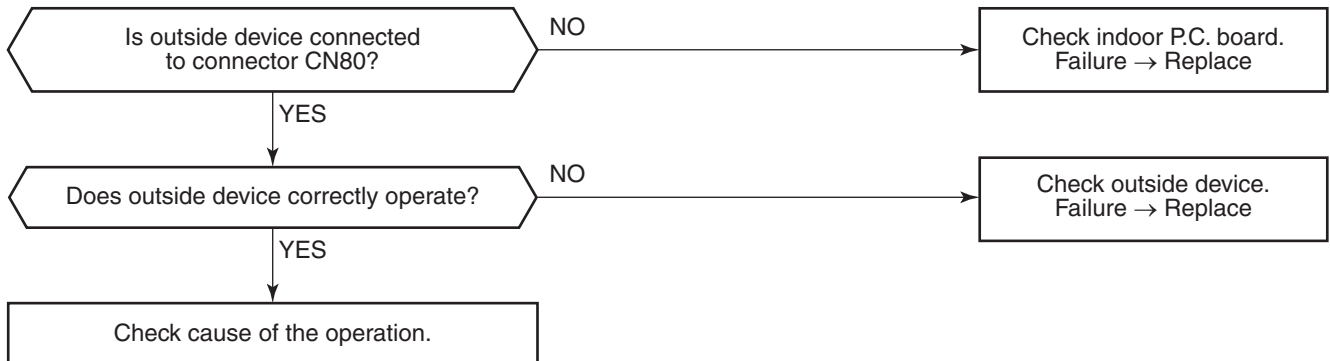 Is outside device connected
to connector CN80?
NO
Check indoor P.C. board.
Failure → Replace
YES
Does outside device correctly operate?
NO
Check outside device.
Failure → Replace
YES
Check cause of the operation.